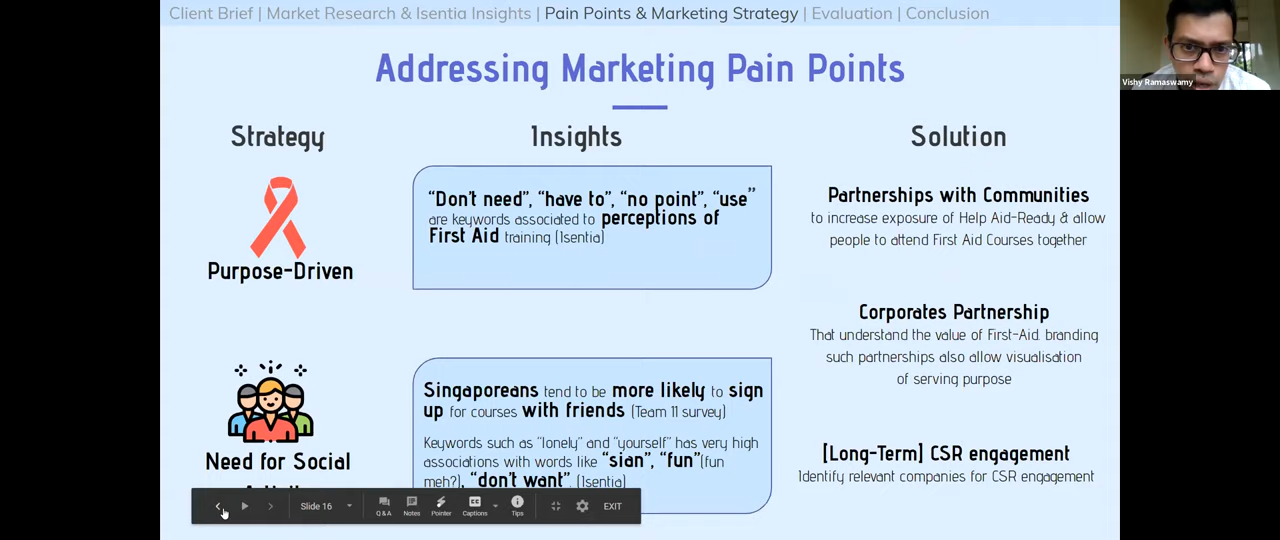 Client Brief | Market Research & Isentia Insights | Pain Points & Marketing Strategy | Evaluation | Conclusion
Vishy Ramaswamy
Addressing Marketing Pain Points
Strategy
Insights
Solution
Purpose-Driven
“Don't need”, “have to”, “no point”, “use”
are keywords associated to perceptions of
First Aid training (Isentia)
Partnerships with Communities
to increase exposure of Help Aid-Ready & allow
people to attend First Aid Courses together
Corporates Partnership
That understand the value of First-Aid. branding
such partnerships also allow visualisation
of serving purpose
Need for Social
Singaporeans tend to be more likely to sign
up for courses with friends (Team 11 survey)
Keywords such as “lonely” and “yourself” has very high
associations with words like “sian”, “fun”(fun
meh?), “don't want”. (Isentia)
[Long-Term] CSR engagement
Identify relevant companies for CSR engagement
Slide 16
Q&A
Notes
Pointer
Captions
Tips
EXIT